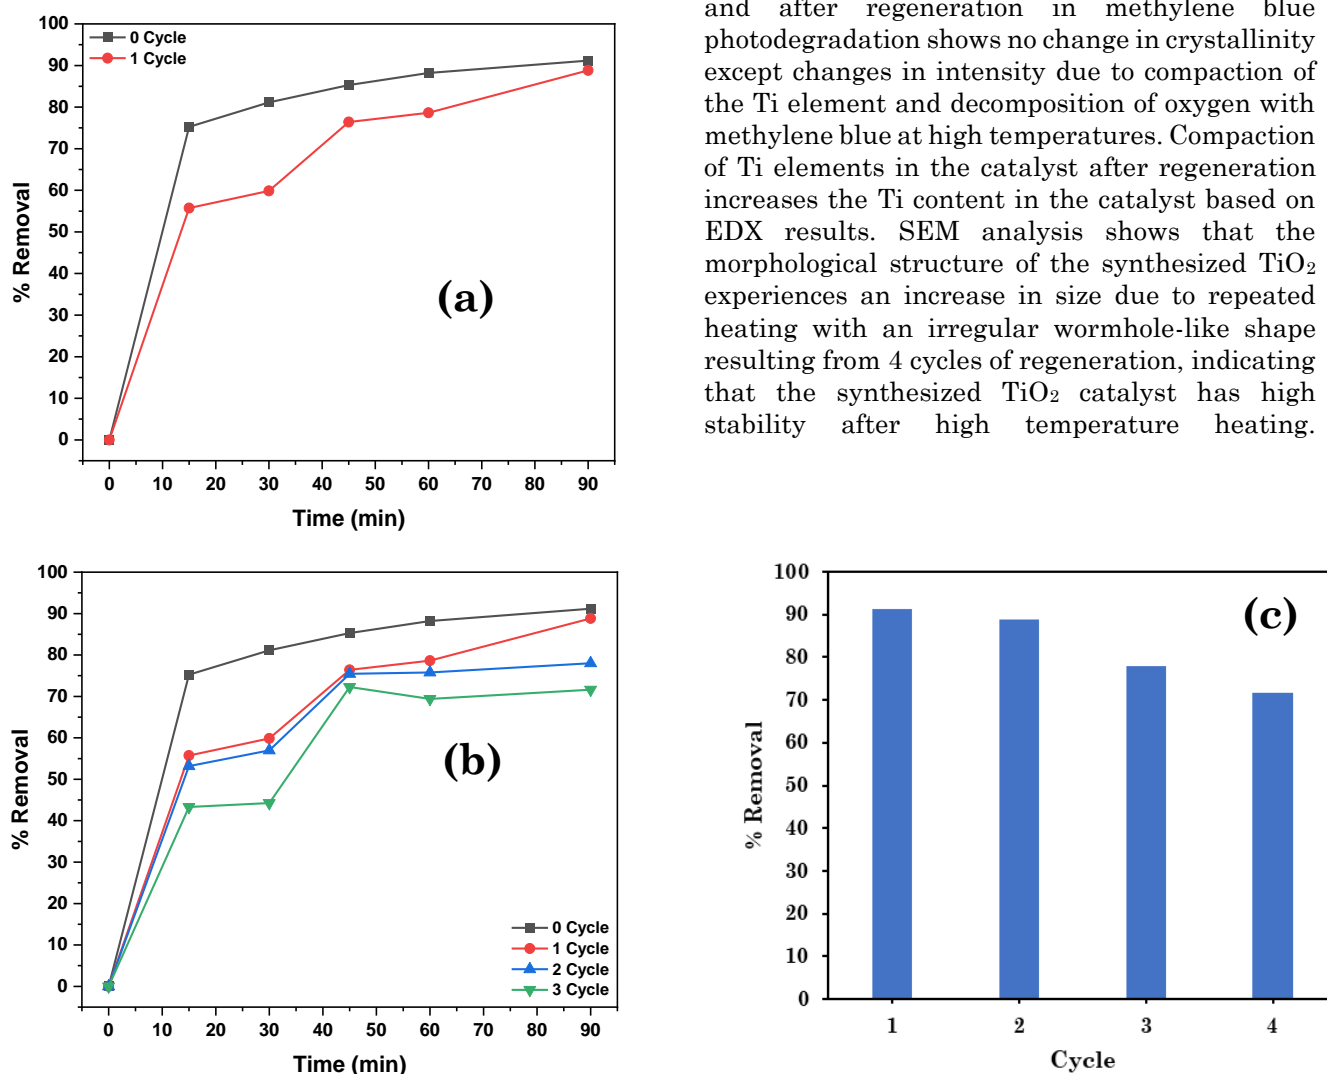 100
90
80
70
60
50
40
30
20
10
0
% Removal
0 Cycle
1 Cycle
(a)
0 10 20 30 40 50 60 70 80 90
Time (min)
and after regeneration in methylene blue
photodegradation shows no change in crystallinity
except changes in intensity due to compaction of
the Ti element and decomposition of oxygen with
methylene blue at high temperatures. Compaction
of Ti elements in the catalyst after regeneration
increases the Ti content in the catalyst based on
EDX results. SEM analysis shows that the
morphological structure of the synthesized TiO₂
experiences an increase in size due to repeated
heating with an irregular wormhole-like shape
resulting from 4 cycles of regeneration, indicating
that the synthesized TiO₂ catalyst has high
stability after high temperature heating.
100
90
80
70
60
50
40
30
20
10
0
% Removal
(b)
0 Cycle
1 Cycle
2 Cycle
3 Cycle
0 10 20 30 40 50 60 70 80 90
Time (min)
100
90
80
70
60
50
40
30
20
10
0
% Removal
(c)
1 2 3 4
Cycle